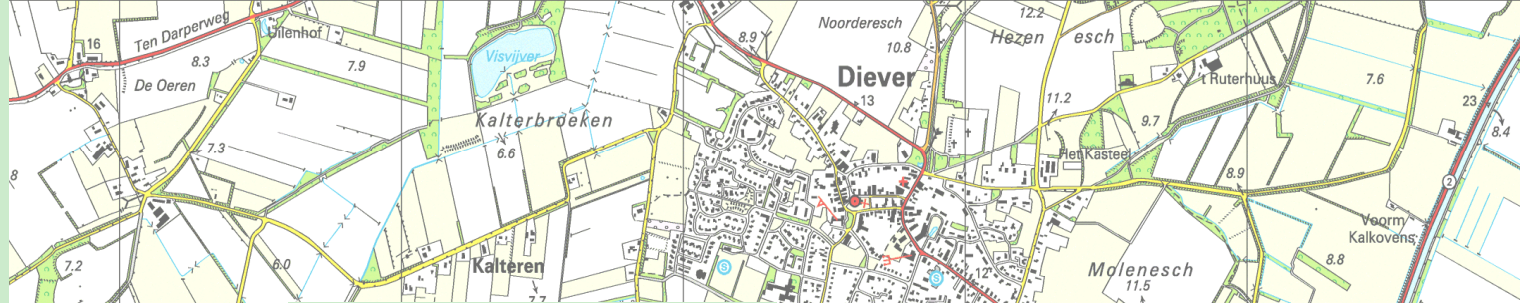 12.2
Noorderesch
Hezen esch
Ten Darperweg
Uilenhof
8.9
16
10.8
Visvijver
8.3
7.9
Diever
't Ruterhuus
7.6
De Oeren
13
11.2
23
Kalterbroeken
9.7
8.4
7.3
6.6
Het Kasteel
8
8.9
2
H
Voorm
Kalkovens
7.2
6.0
Kalteren
S
S
12
Molenesch
8.8
11.5
7.7